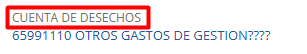 CUENTA DE DESECHOS
65991110 OTROS GASTOS DE GESTION????